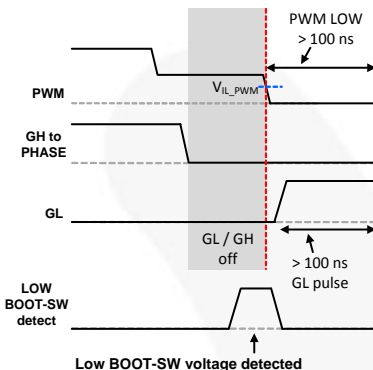 PWM LOW
> 100 ns
V_IL_PWM
PWM
GH to
PHASE
GL
GL / GH
off
> 100 ns
GL pulse
LOW
BOOT-SW
detect
Low BOOT-SW voltage detected